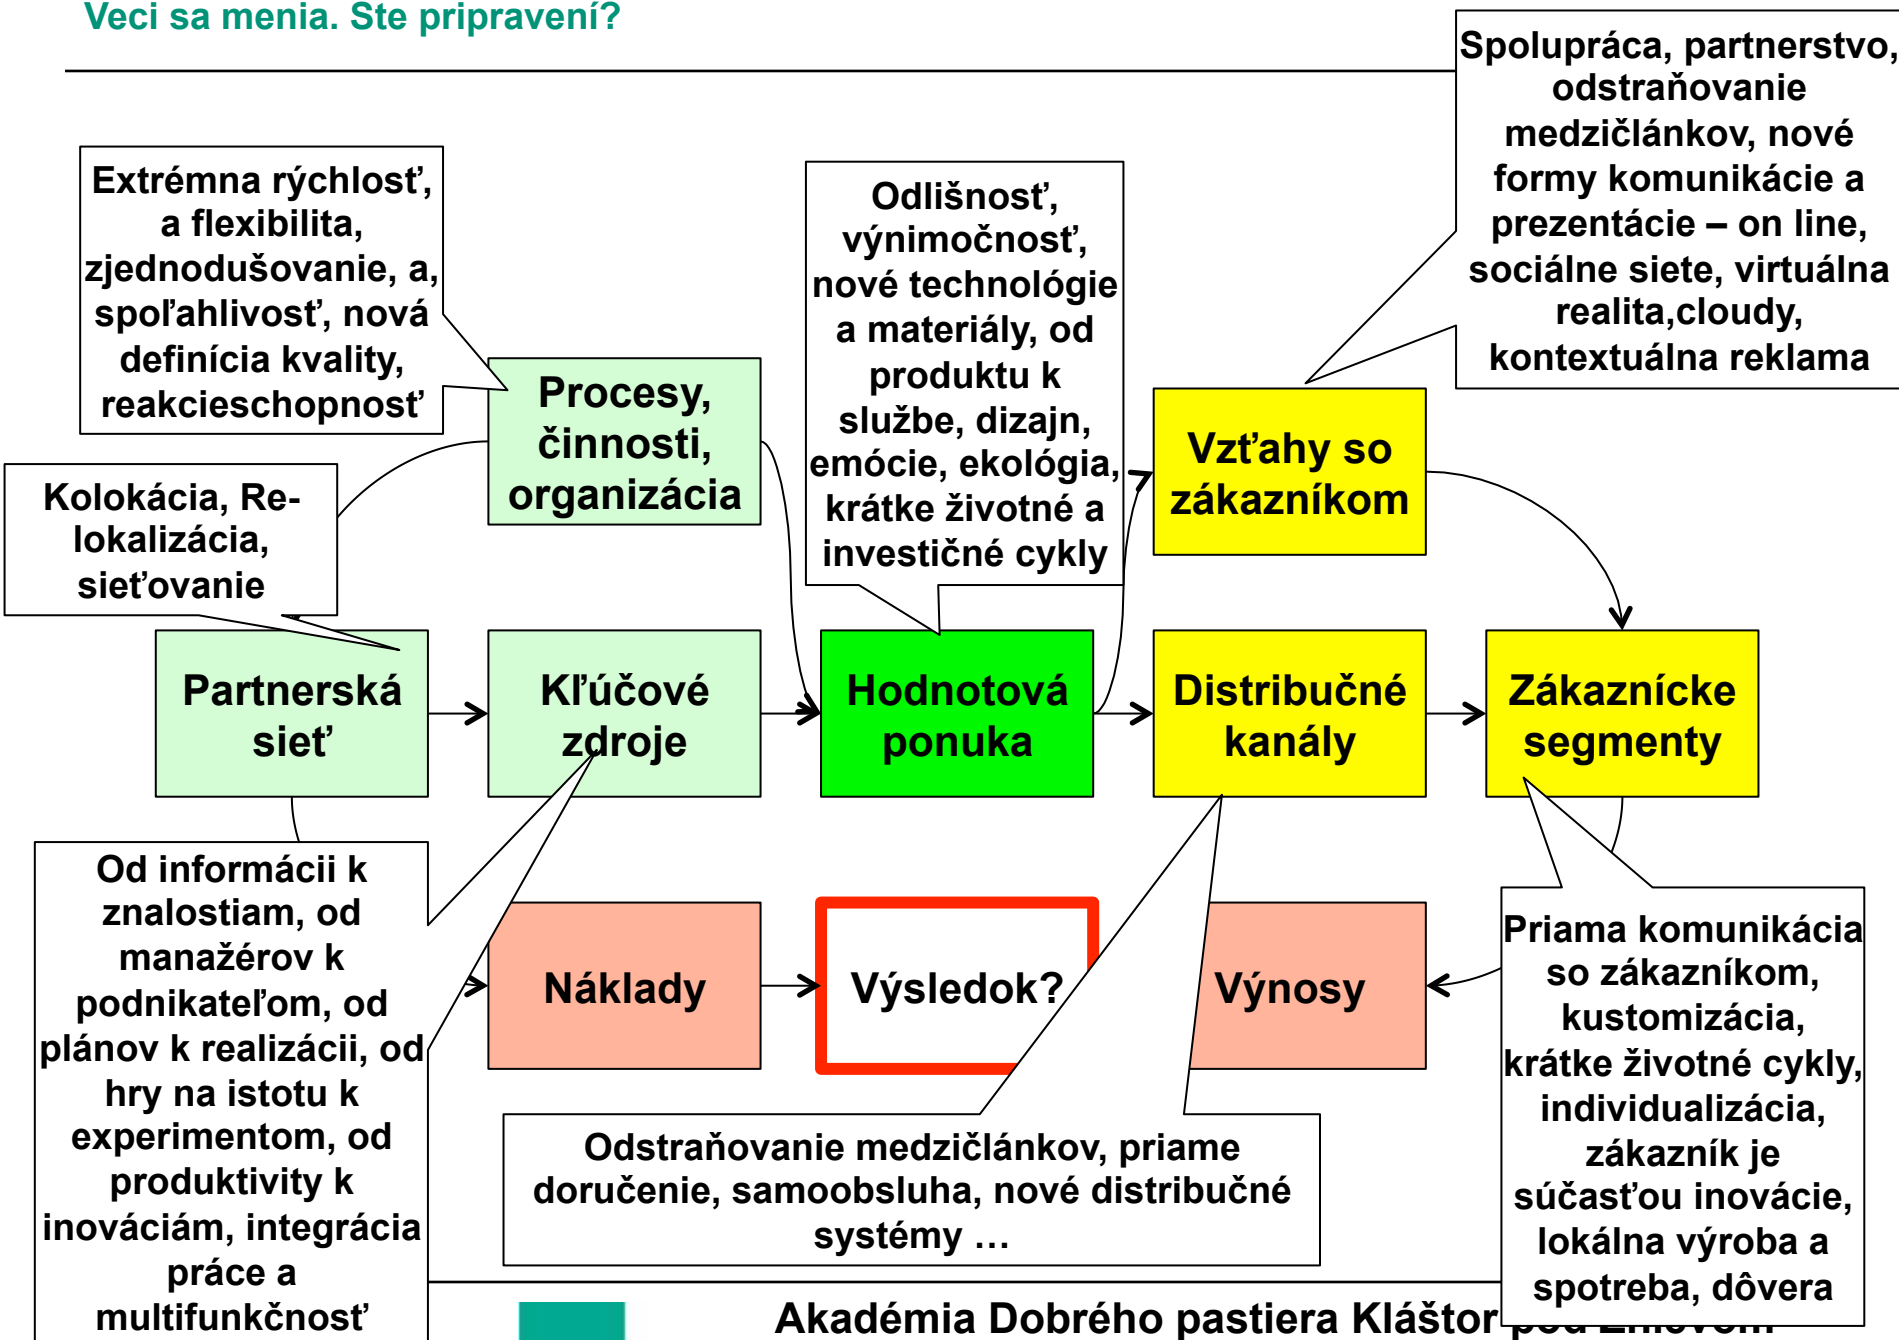 Veci sa menia. Ste pripravení?
Spolupráca, partnerstvo,
odstraňovanie
medzičlánkov, nové
formy komunikácie a
prezentácie – on line,
sociálne siete, virtuálna
realita,cloudy,
kontextuálna reklama
Extrémna rýchlosť,
a flexibilita,
zjednodušovanie, a,
spoľahlivosť, nová
definícia kvality,
reakcieschopnosť
Odlišnosť,
výnimočnosť,
nové technológie
a materiály, od
produktu k
službe, dizajn,
emócie, ekológia,
krátke životné a
investičné cykly
Procesy,
činnosti,
organizácia
Vzťahy so
zákazníkom
Kolokácia, Re-
lokalizácia,
sieťovanie
Partnerská
sieť
Kľúčové
zdroje
Hodnotová
ponuka
Distribučné
kanály
Zákaznícke
segmenty
Od informácii k
znalostiam, od
manažérov k
podnikateľom, od
plánov k realizácii, od
hry na istotu k
experimentom, od
produktivity k
inováciám, integrácia
práce a
multifunkčnosť
Náklady
Výsledok?
Výnosy
Priama komunikácia
so zákazníkom,
kustomizácia,
krátke životné cykly,
individualizácia,
zákazník je
súčasťou inovácie,
lokálna výroba a
spotreba, dôvera
Odstraňovanie medzičlánkov, priame
doručenie, samoobsluha, nové distribučné
systémy …
Akadémia Dobrého pastiera Kláštor pod